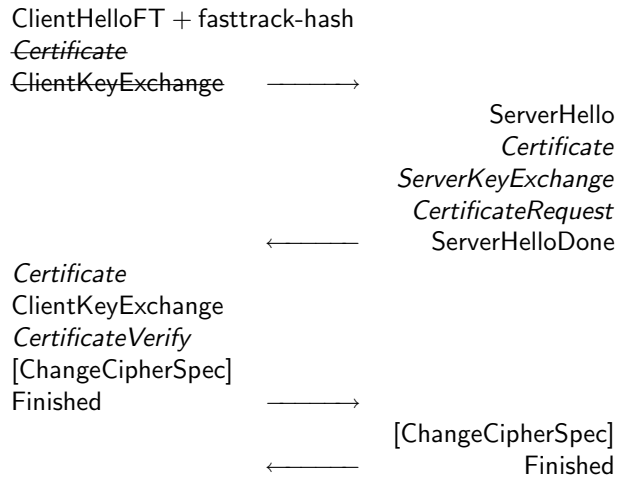 ClientHelloFT + fasttrack-hash
Certificate
ClientKeyExchange
ServerHello
Certificate
ServerKeyExchange
CertificateRequest
ServerHelloDone
Certificate
ClientKeyExchange
CertificateVerify
[ChangeCipherSpec]
Finished
[ChangeCipherSpec]
Finished